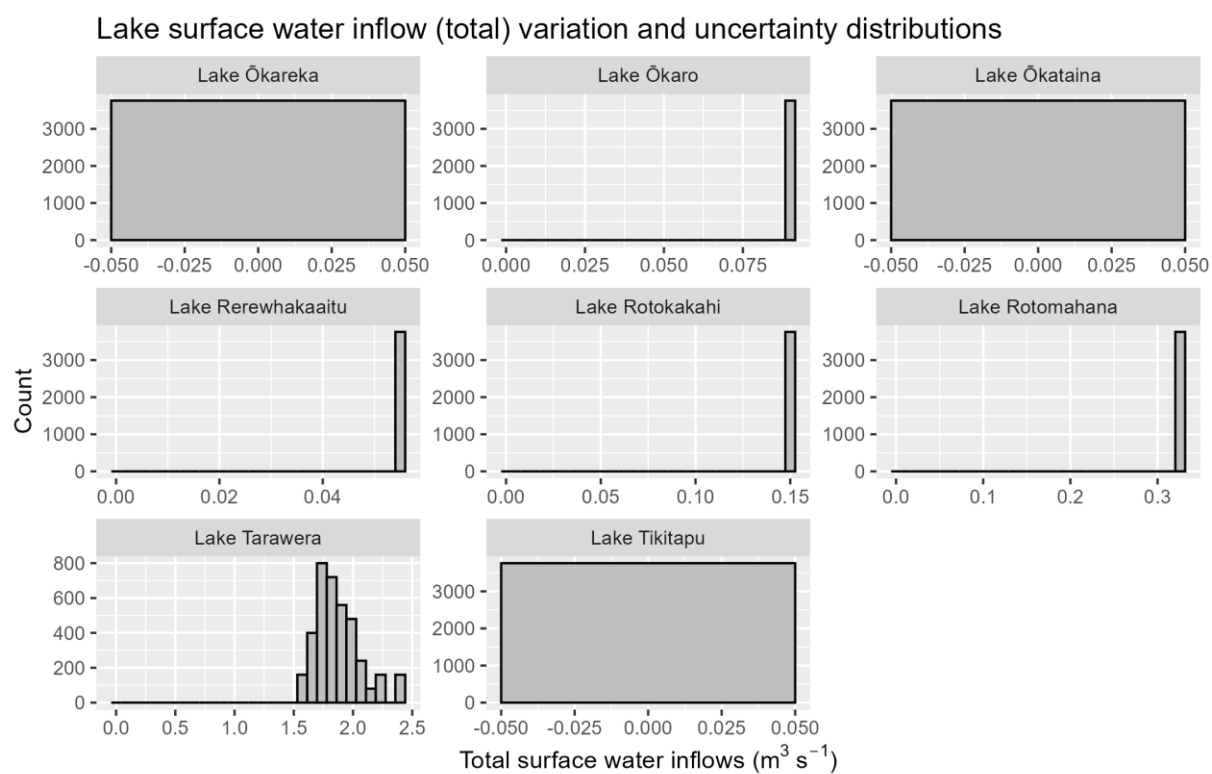 Lake surface water inflow (total) variation and uncertainty distributions
Lake Ōkareka
Lake Ōkaro
Lake Ōkataina
3000
2000
1000
0
3000
2000
1000
0
3000
2000
1000
0
-0.050 -0.025 0.000 0.025 0.050
0.000 0.025 0.050 0.075
-0.050 -0.025 0.000 0.025 0.050
Lake Rerewhakaaitu
Lake Rotokakahi
Lake Rotomahana
Count
3000
2000
1000
0
3000
2000
1000
0
3000
2000
1000
0
0.00 0.02 0.04
0.00 0.05 0.10 0.15
0.0 0.1 0.2 0.3
Lake Tarawera
Lake Tikitapu
800
600
400
200
0
3000
2000
1000
0
0.0 0.5 1.0 1.5 2.0 2.5
-0.050 -0.025 0.000 0.025 0.050
Total surface water inflows (m³ s⁻¹)